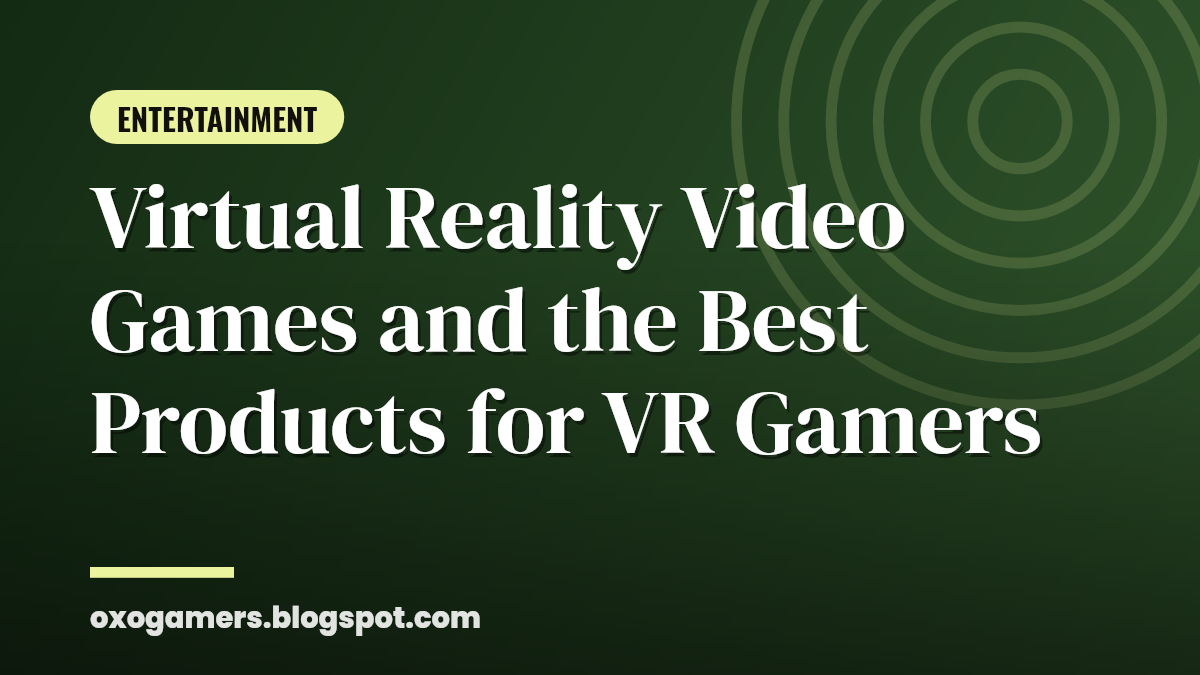 ENTERTAINMENT
Virtual Reality Video
Games and the Best
Products for VR Gamers
oxogamers.blogspot.com